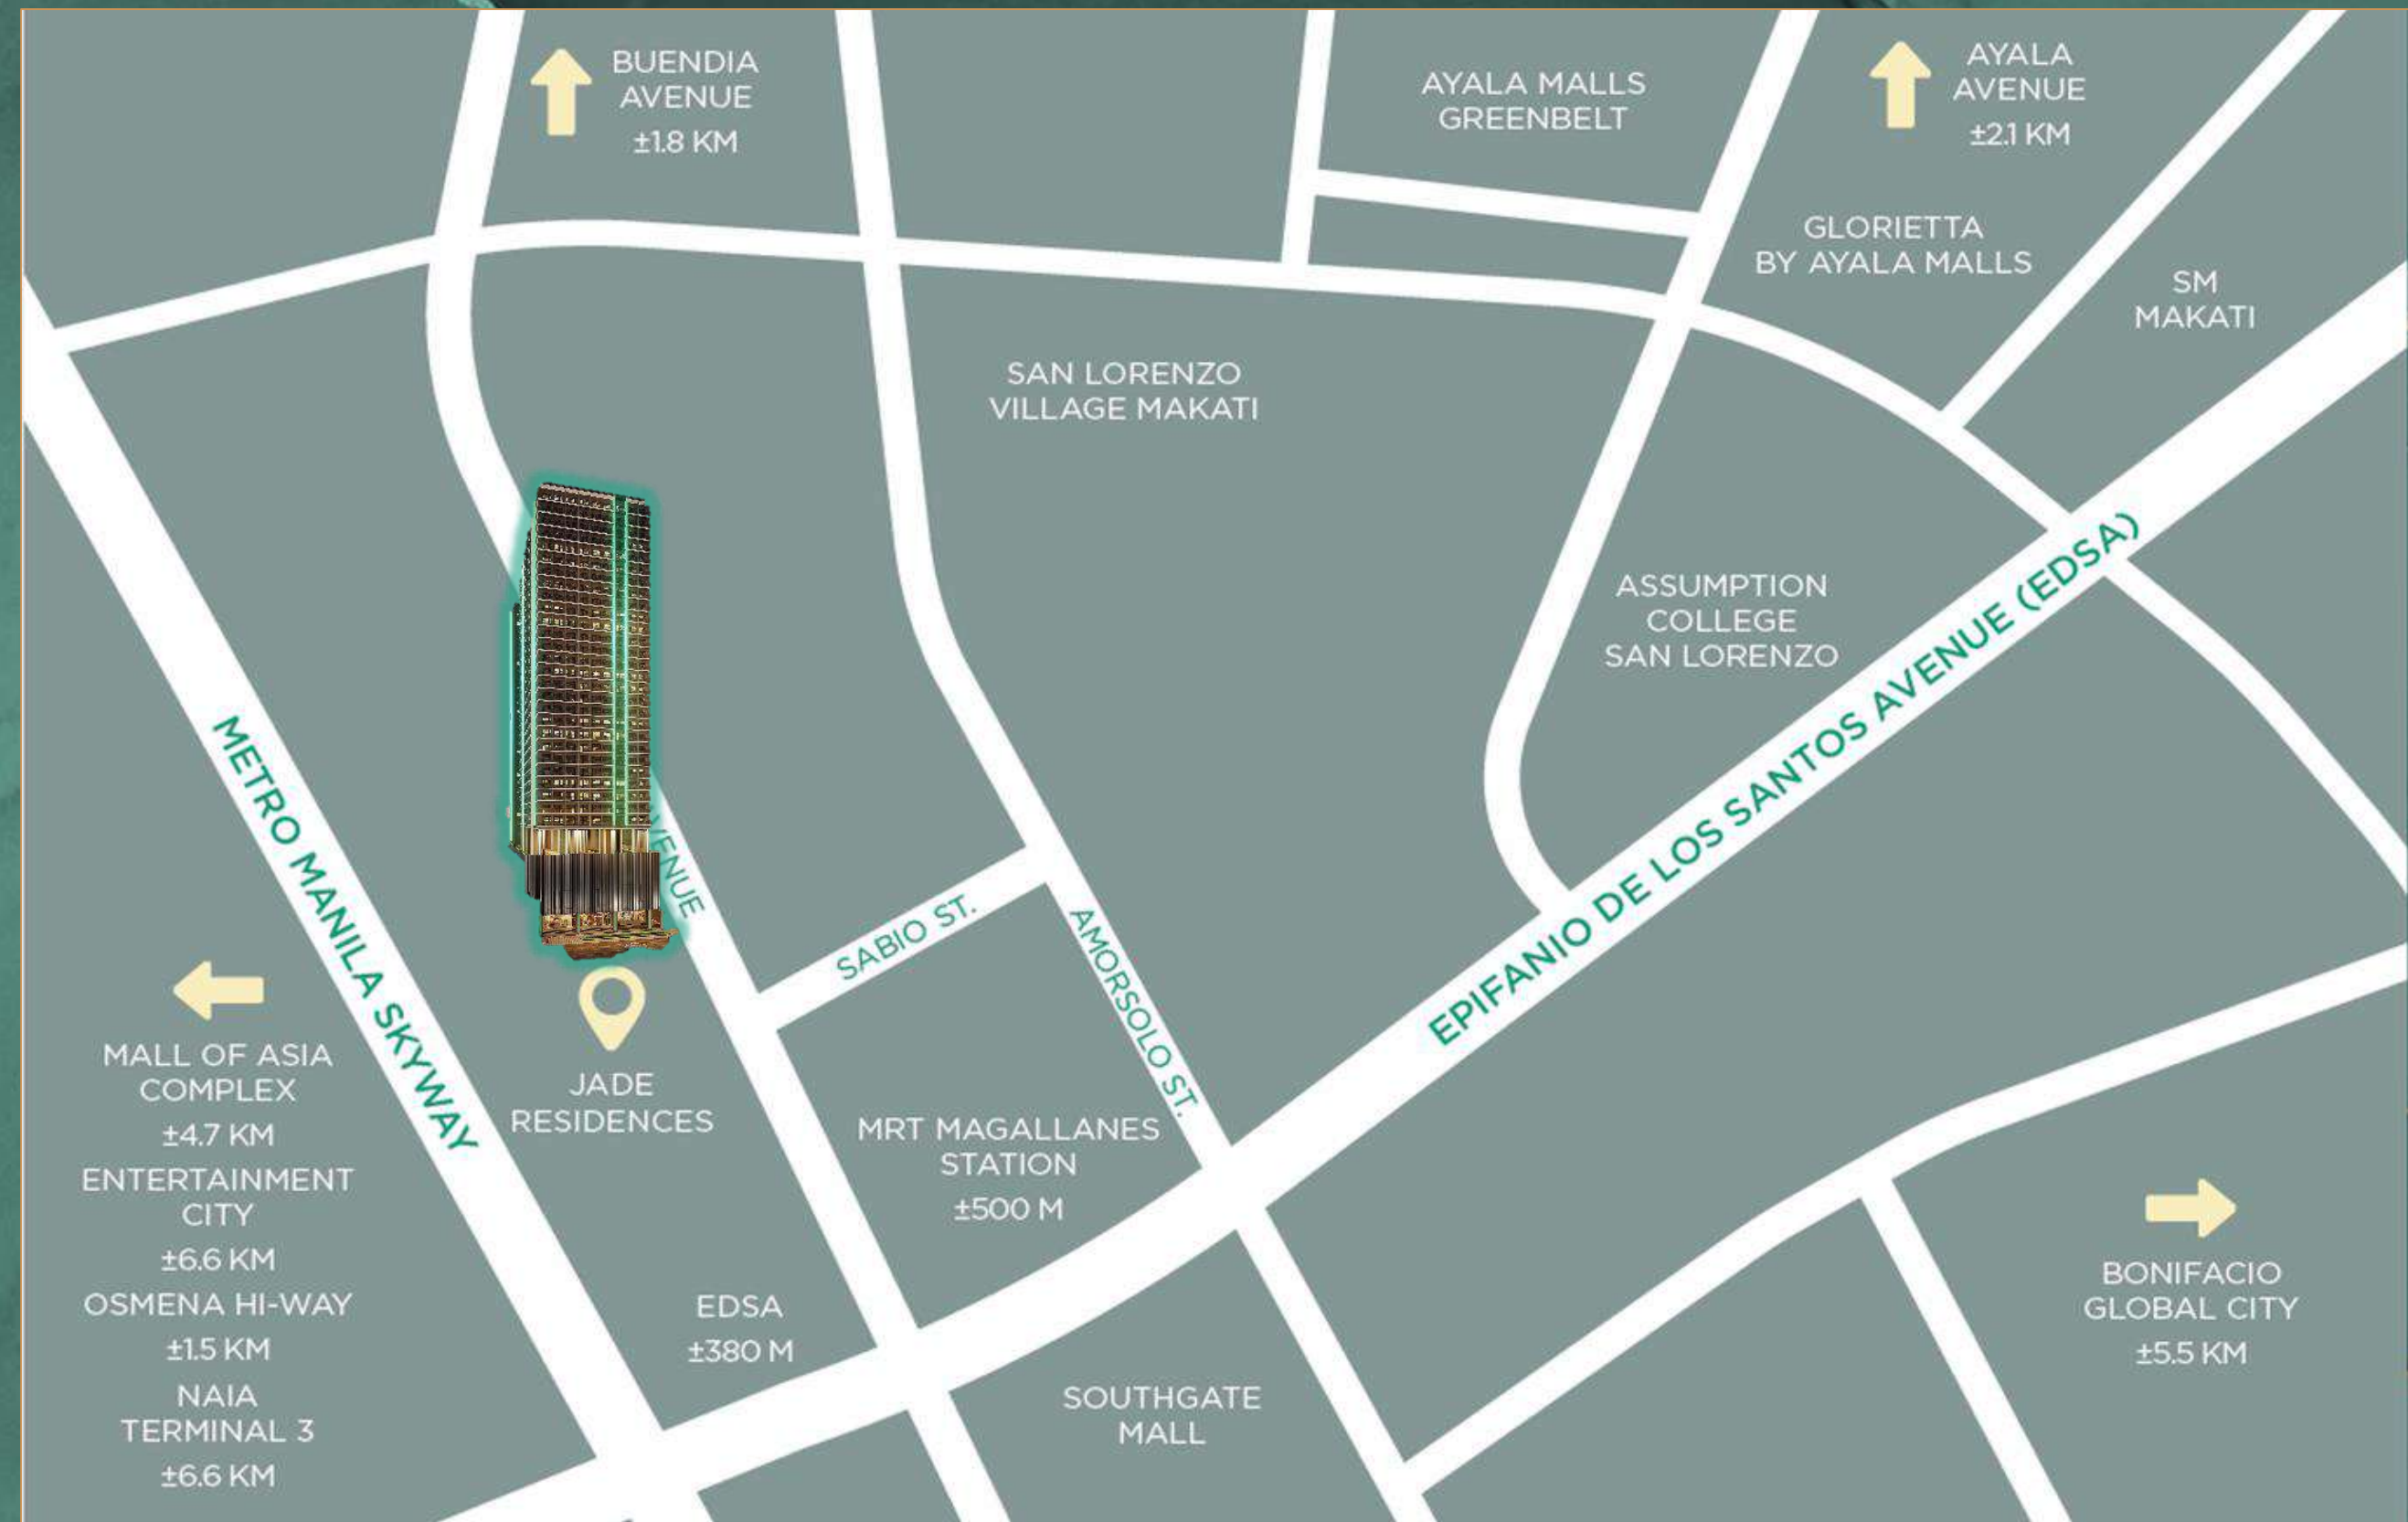 BUENDIA
AVENUE
±1.8 KM
AYALA MALLS
GREENBELT
AYALA
AVENUE
±2.1 KM
GLORIETTA
BY AYALA MALLS
SM
MAKATI
SAN LORENZO
VILLAGE MAKATI
ASSUMPTION
COLLEGE
SAN LORENZO
EPIFANIO DE LOS SANTOS AVENUE (EDSA)
METRO MANILA SKYWAY
SABIO ST.
AMORSOLO ST.
MALL OF ASIA
COMPLEX
±4.7 KM
ENTERTAINMENT
CITY
±6.6 KM
OSMENA HI-WAY
±1.5 KM
NAIA
TERMINAL 3
±6.6 KM
JADE
RESIDENCES
MRT MAGALLANES
STATION
±500 M
EDSA
±380 M
SOUTHGATE
MALL
BONIFACIO
GLOBAL CITY
±5.5 KM